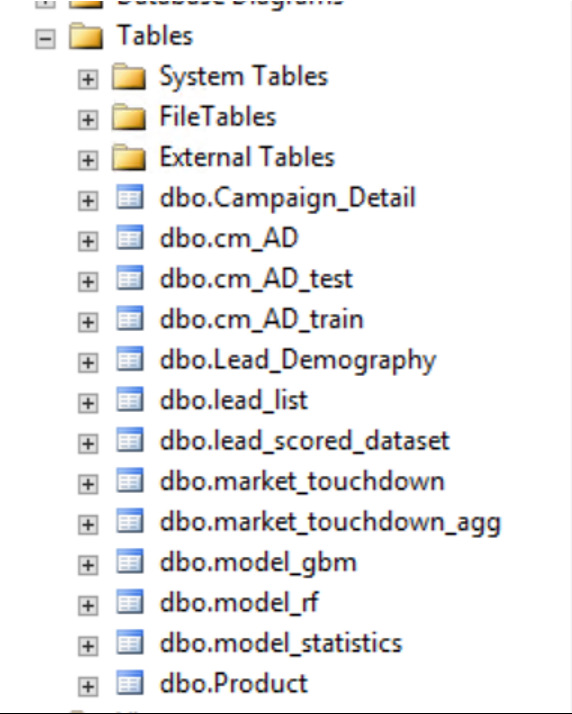 Database Diagrams
Tables
System Tables
FileTables
External Tables
dbo.Campaign_Detail
dbo.cm_AD
dbo.cm_AD_test
dbo.cm_AD_train
dbo.Lead_Demography
dbo.lead_list
dbo.lead_scored_dataset
dbo.market_touchdown
dbo.market_touchdown_agg
dbo.model_gbm
dbo.model_rf
dbo.model_statistics
dbo.Product